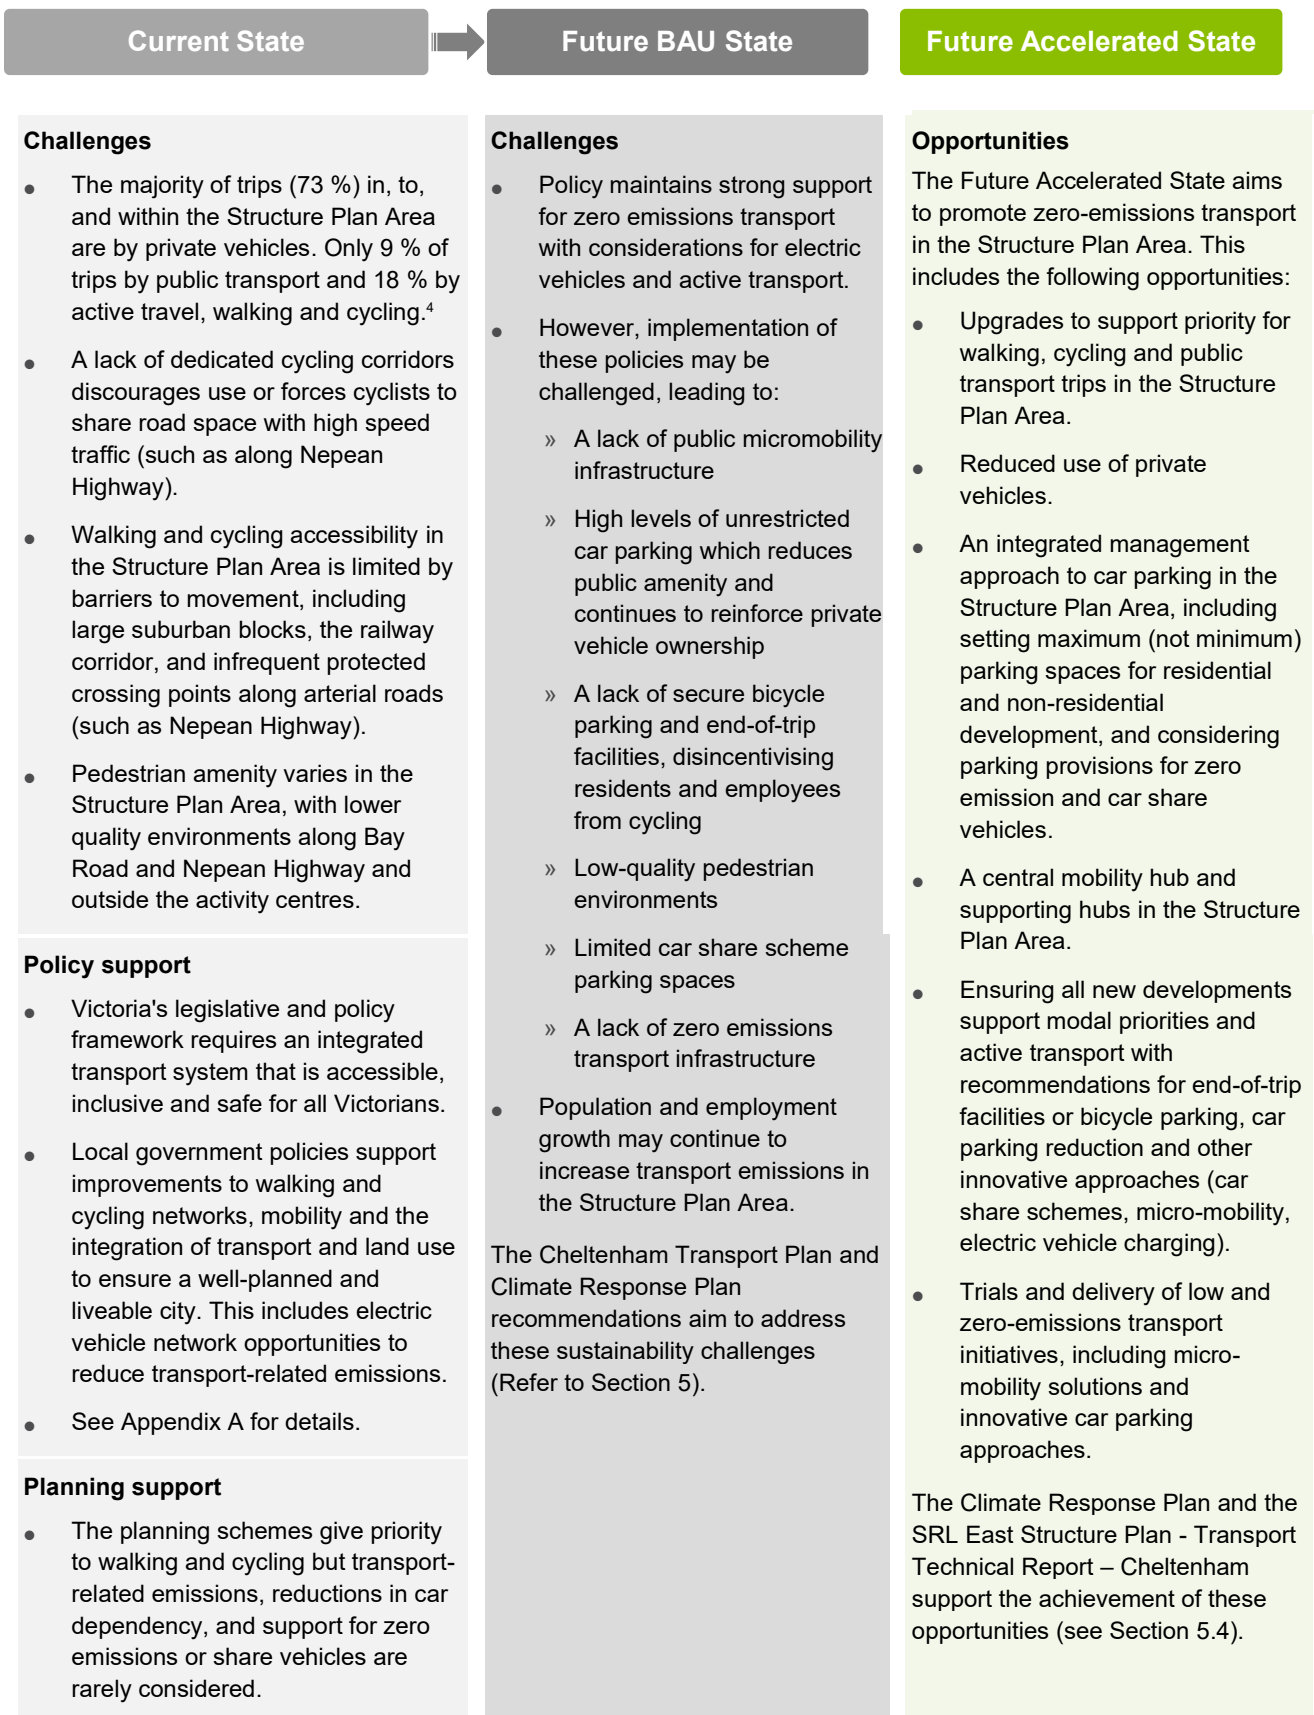 Current State
Future BAU State
Future Accelerated State
Challenges
● The majority of trips (73 %) in, to,
and within the Structure Plan Area
are by private vehicles. Only 9 % of
trips by public transport and 18 % by
active travel, walking and cycling.⁴
● A lack of dedicated cycling corridors
discourages use or forces cyclists to
share road space with high speed
traffic (such as along Nepean
Highway).
● Walking and cycling accessibility in
the Structure Plan Area is limited by
barriers to movement, including
large suburban blocks, the railway
corridor, and infrequent protected
crossing points along arterial roads
(such as Nepean Highway).
● Pedestrian amenity varies in the
Structure Plan Area, with lower
quality environments along Bay
Road and Nepean Highway and
outside the activity centres.
Policy support
● Victoria's legislative and policy
framework requires an integrated
transport system that is accessible,
inclusive and safe for all Victorians.
● Local government policies support
improvements to walking and
cycling networks, mobility and the
integration of transport and land use
to ensure a well-planned and
liveable city. This includes electric
vehicle network opportunities to
reduce transport-related emissions.
● See Appendix A for details.
Planning support
● The planning schemes give priority
to walking and cycling but transport-
related emissions, reductions in car
dependency, and support for zero
emissions or share vehicles are
rarely considered.
Challenges
● Policy maintains strong support
for zero emissions transport
with considerations for electric
vehicles and active transport.
● However, implementation of
these policies may be
challenged, leading to:
» A lack of public micromobility
infrastructure
» High levels of unrestricted
car parking which reduces
public amenity and
continues to reinforce private
vehicle ownership
» A lack of secure bicycle
parking and end-of-trip
facilities, disincentivising
residents and employees
from cycling
» Low-quality pedestrian
environments
» Limited car share scheme
parking spaces
» A lack of zero emissions
transport infrastructure
● Population and employment
growth may continue to
increase transport emissions in
the Structure Plan Area.
The Cheltenham Transport Plan and
Climate Response Plan
recommendations aim to address
these sustainability challenges
(Refer to Section 5).
Opportunities
The Future Accelerated State aims
to promote zero-emissions transport
in the Structure Plan Area. This
includes the following opportunities:
● Upgrades to support priority for
walking, cycling and public
transport trips in the Structure
Plan Area.
● Reduced use of private
vehicles.
● An integrated management
approach to car parking in the
Structure Plan Area, including
setting maximum (not minimum)
parking spaces for residential
and non-residential
development, and considering
parking provisions for zero
emission and car share
vehicles.
● A central mobility hub and
supporting hubs in the Structure
Plan Area.
● Ensuring all new developments
support modal priorities and
active transport with
recommendations for end-of-trip
facilities or bicycle parking, car
parking reduction and other
innovative approaches (car
share schemes, micro-mobility,
electric vehicle charging).
● Trials and delivery of low and
zero-emissions transport
initiatives, including micro-
mobility solutions and
innovative car parking
approaches.
The Climate Response Plan and the
SRL East Structure Plan - Transport
Technical Report – Cheltenham
support the achievement of these
opportunities (see Section 5.4).